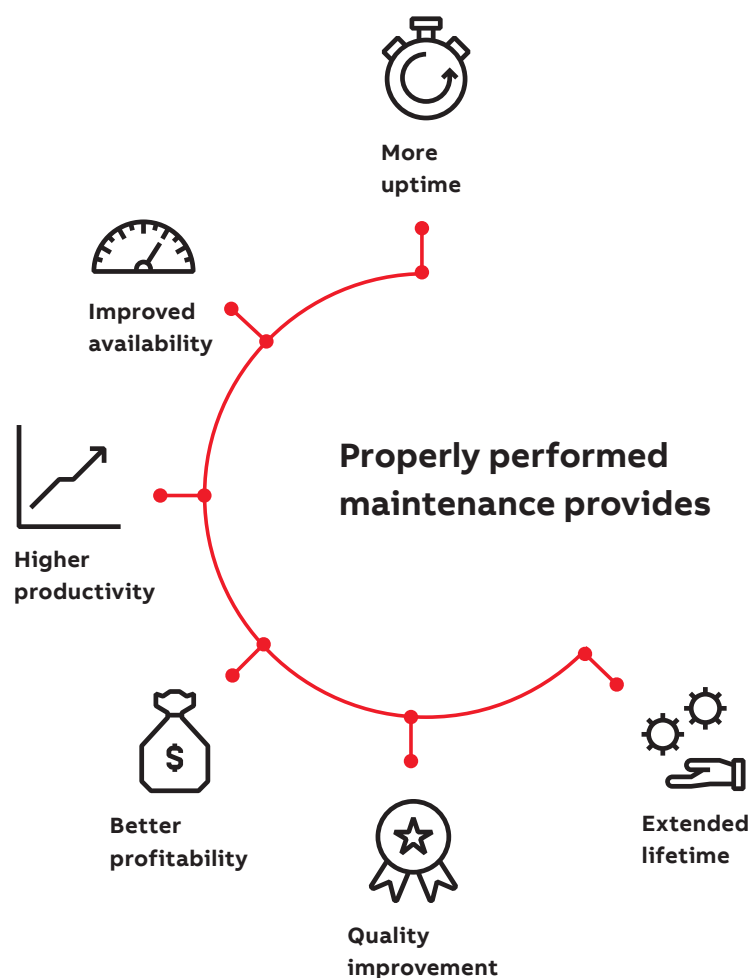 More
uptime
Improved
availability
Properly performed
maintenance provides
Higher
productivity
$
Better
profitability
Extended
lifetime
Quality
improvement